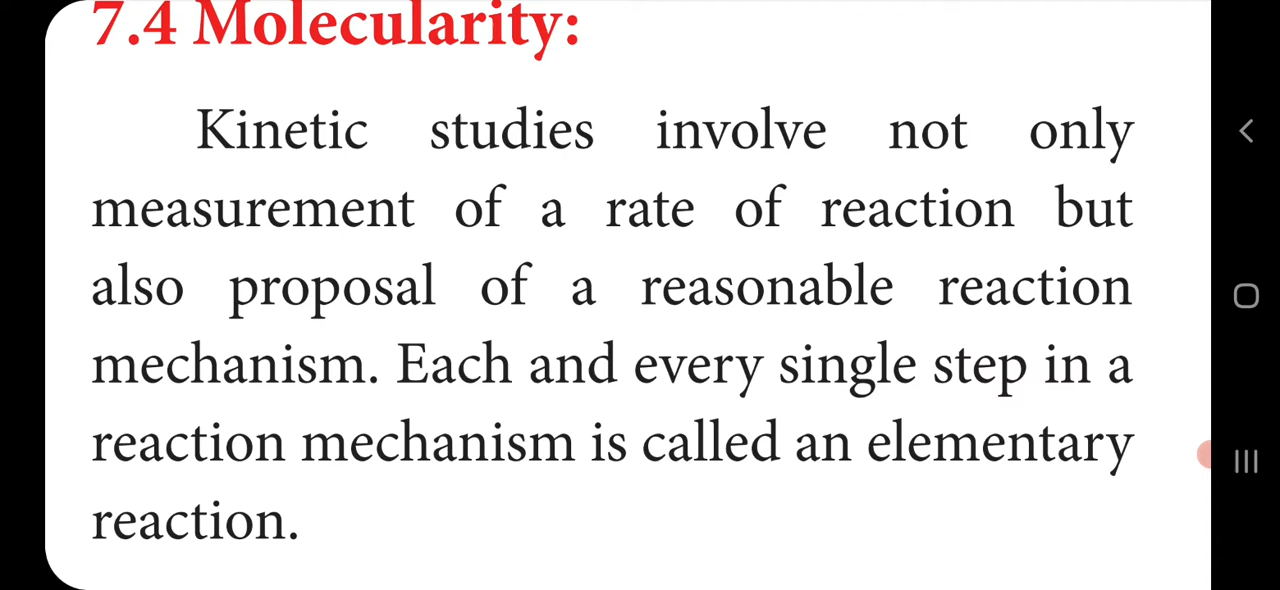 7.4 Molecularity:
Kinetic studies involve not only
measurement of a rate of reaction but
also proposal of a reasonable reaction
mechanism. Each and every single step in a
reaction mechanism is called an elementary
reaction.